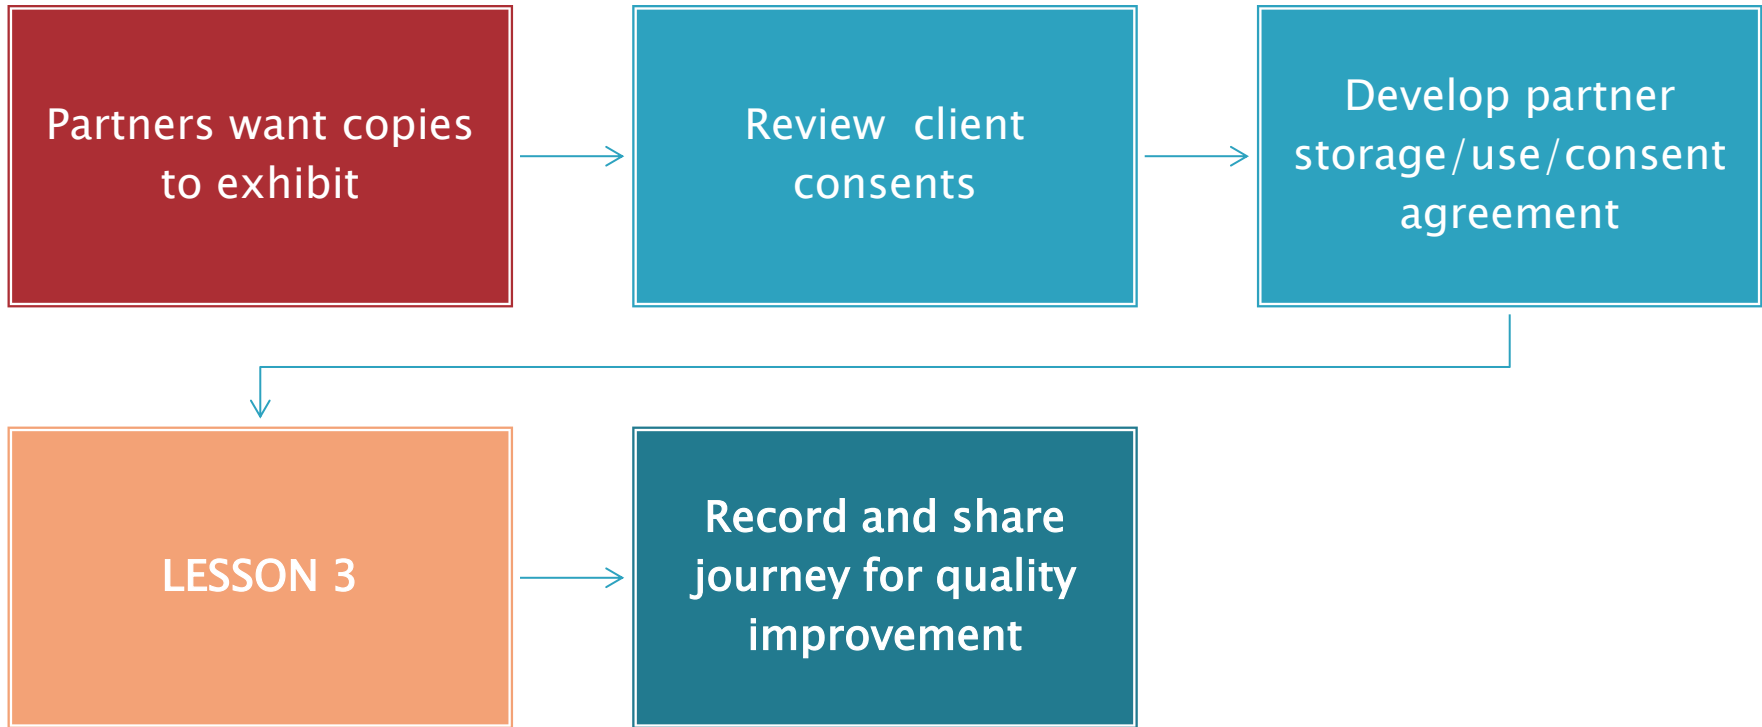 Partners want copies
to exhibit
Review  client
consents
Develop partner
storage/use/consent
agreement
LESSON 3
Record and share
journey for quality
improvement